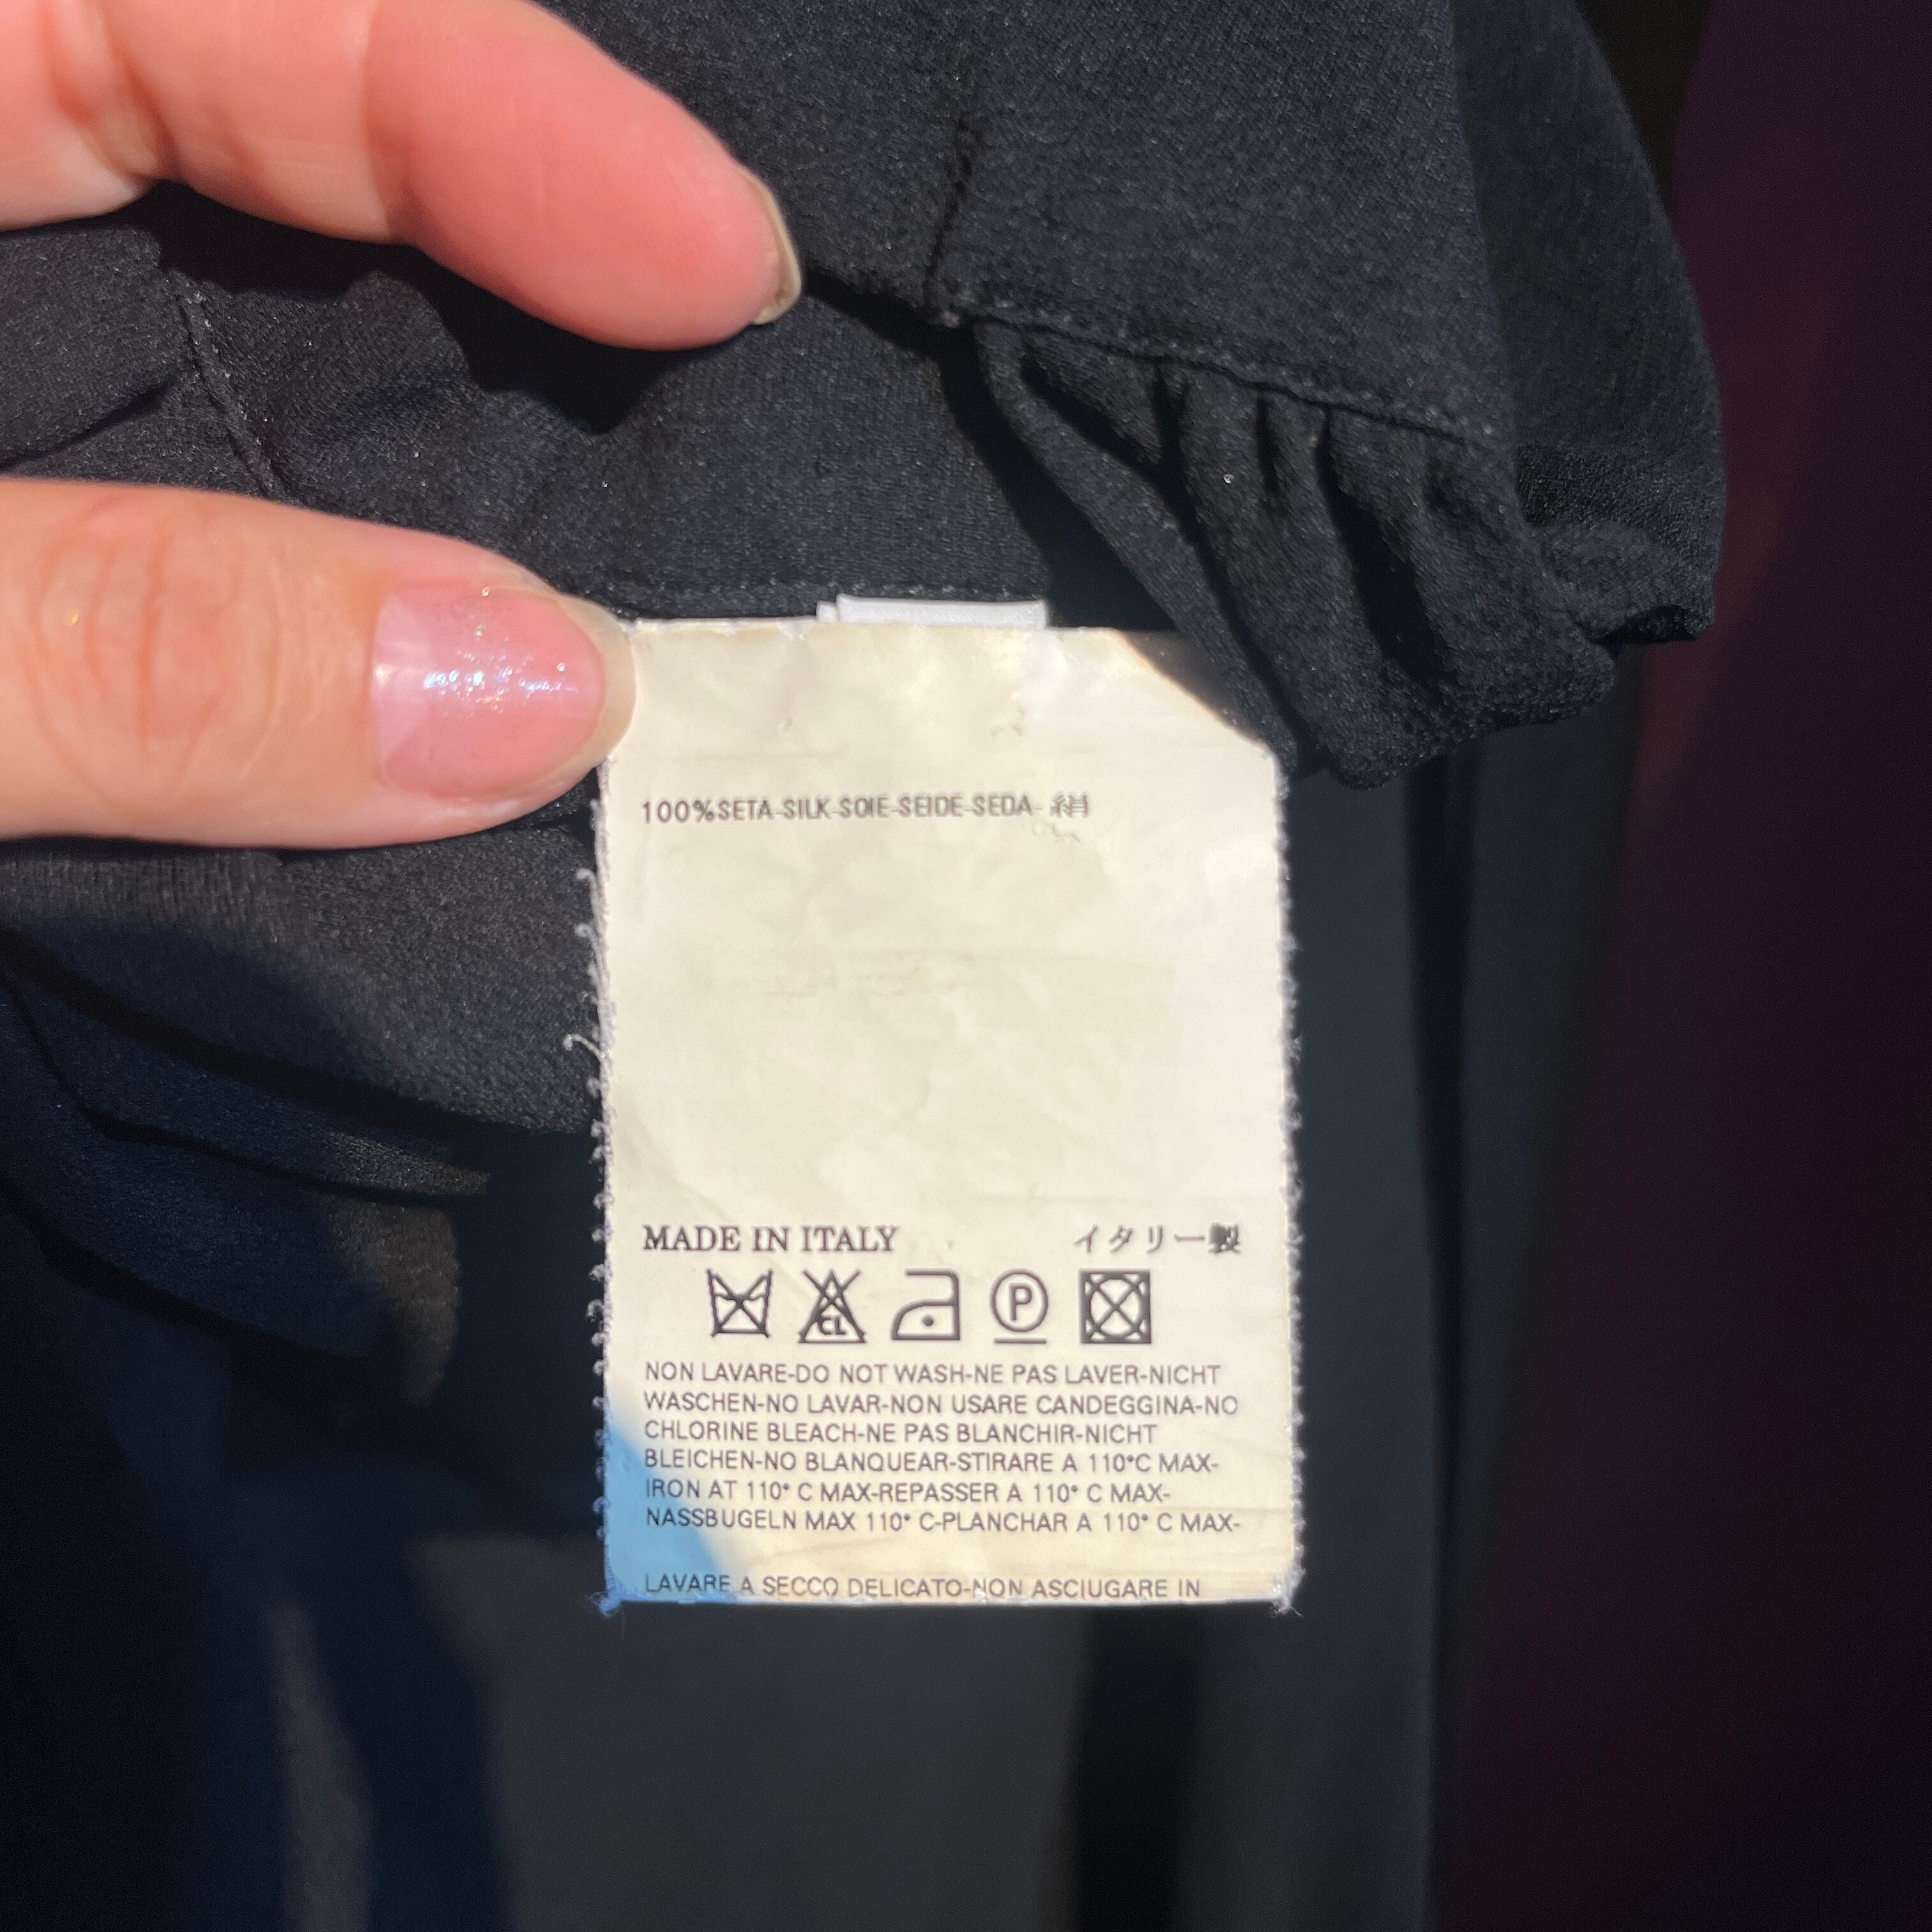 100%SETA-SILK-SOIE-SEIDE-SEDA- 絹
MADE IN ITALY イタリー製
CL P
NON LAVARE-DO NOT WASH-NE PAS LAVER-NICHT
WASCHEN-NO LAVAR-NON USARE CANDEGGINA-NO
CHLORINE BLEACH-NE PAS BLANCHIR-NICHT
BLEICHEN-NO BLANQUEAR-STIRARE A 110°C MAX-
IRON AT 110° C MAX-REPASSER A 110° C MAX-
NASSBUGELN MAX 110° C-PLANCHAR A 110° C MAX-
LAVARE A SECCO DELICATO-NON ASCIUGARE IN